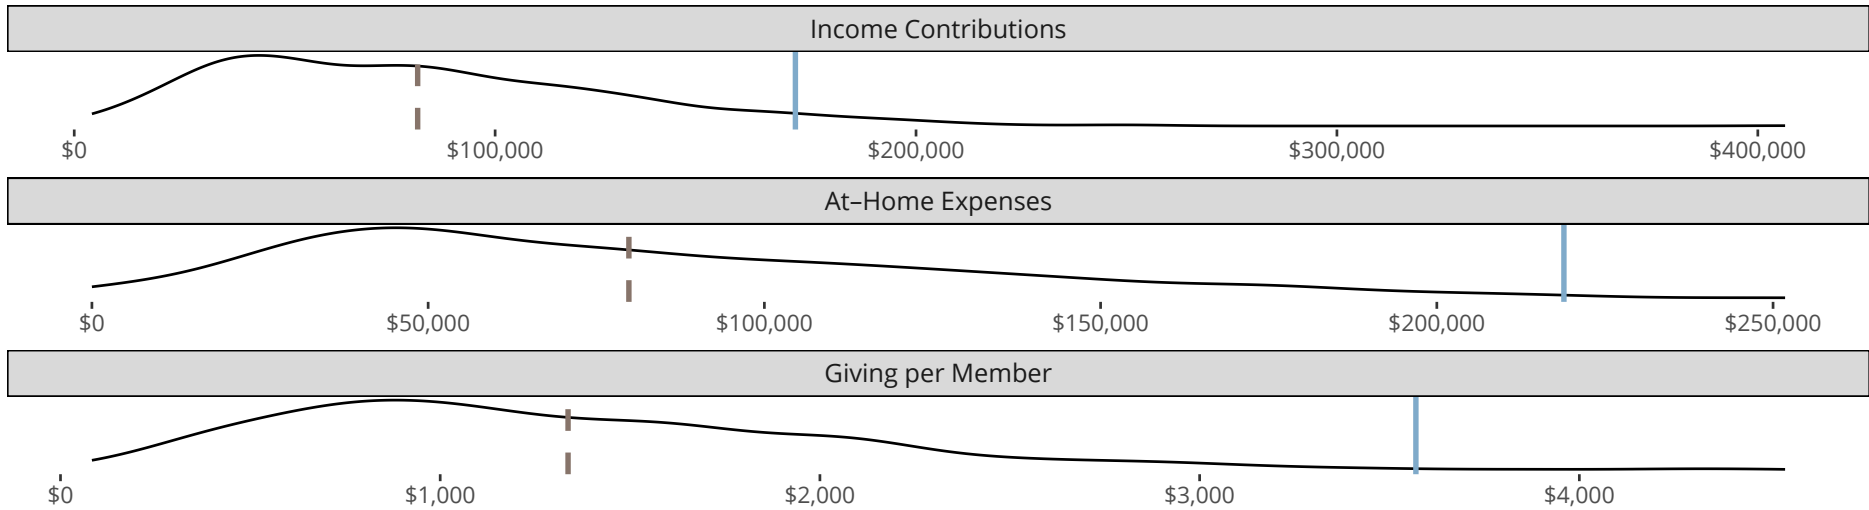 Income Contributions
$0 $100,000 $200,000 $300,000 $400,000
At–Home Expenses
$0 $50,000 $100,000 $150,000 $200,000 $250,000
Giving per Member
$0 $1,000 $2,000 $3,000 $4,000